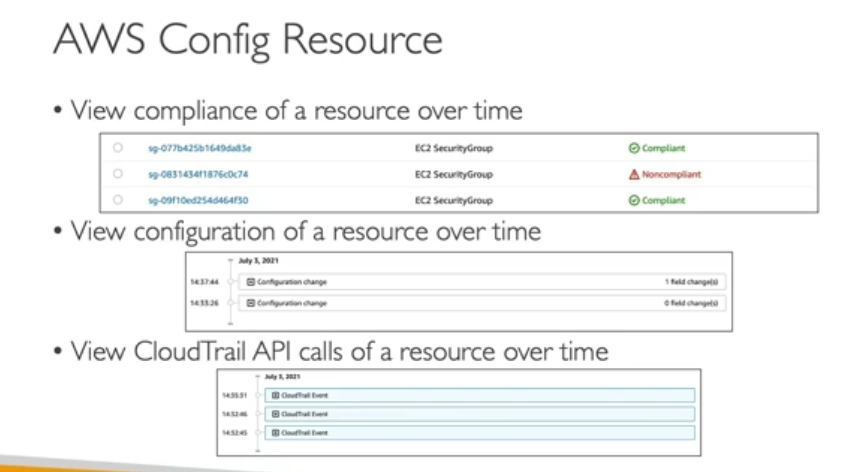 AWS Config Resource
• View compliance of a resource over time
sg-077b425b1649da83e EC2 SecurityGroup Compliant
sg-0831434f1876c0c74 EC2 SecurityGroup Noncompliant
sg-09f10ed254d464f30 EC2 SecurityGroup Compliant
• View configuration of a resource over time
July 3, 2021
14:37:44 Configuration change 1 field change(s)
14:33:26 Configuration change 0 field change(s)
• View CloudTrail API calls of a resource over time
July 3, 2021
14:55:51 CloudTrail Event
14:52:46 CloudTrail Event
14:52:45 CloudTrail Event